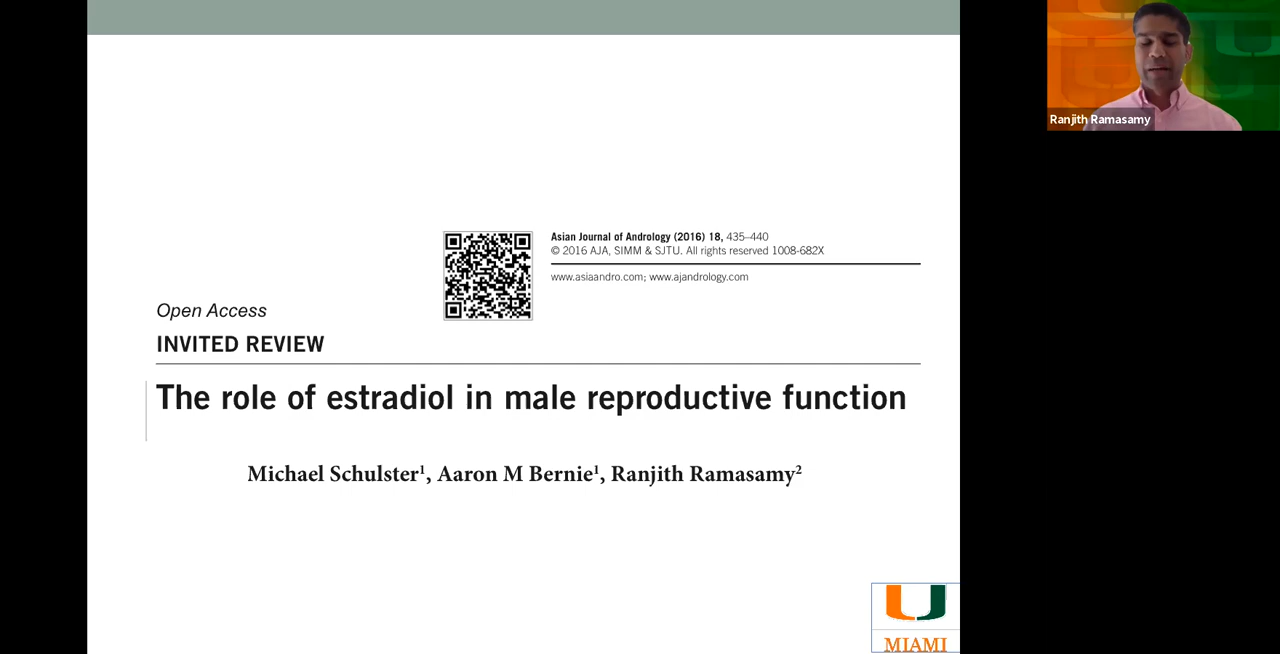 Asian Journal of Andrology (2016) 18, 435–440
© 2016 AJA, SIMM & SJTU. All rights reserved 1008-682X
www.asiaandro.com; www.ajandrology.com
Open Access
INVITED REVIEW
The role of estradiol in male reproductive function
Michael Schulster1, Aaron M Bernie1, Ranjith Ramasamy2
U
MIAMI
Ranjith Ramasamy